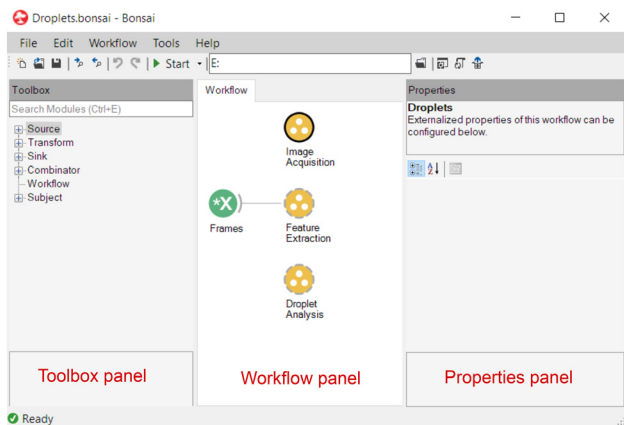 Droplets.bonsai - Bonsai
File Edit Workflow Tools Help
Start E:
Toolbox
Search Modules (Ctrl+E)
Source
Transform
Sink
Combinator
Workflow
Subject
Toolbox panel
Workflow
Image
Acquisition
*X
Frames
Feature
Extraction
Droplet
Analysis
Workflow panel
Properties
Droplets
Externalized properties of this workflow can be
configured below.
Properties panel
Ready